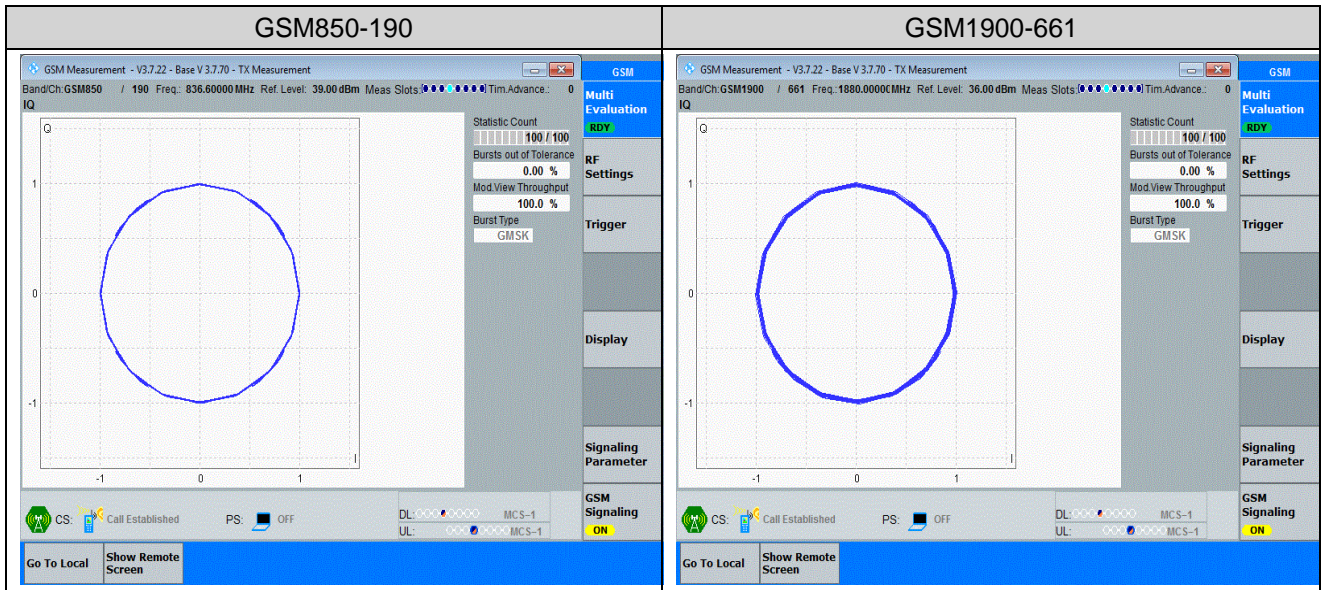 GSM850-190
GSM1900-661
GSM Measurement - V3.7.22 - Base V 3.7.70 - TX Measurement
GSM
Band/Ch:GSM850 / 190 Freq.: 836.60000 MHz Ref. Level: 39.00 dBm Meas Slots: Tim.Advance.: 0
IQ
Multi
Evaluation
RDY
Q
Statistic Count
100 / 100
Bursts out of Tolerance
0.00 %
Mod.View Throughput
100.0 %
Burst Type
GMSK
RF
Settings
Trigger
Display
1
0
-1
I
-1 0 1
Signaling
Parameter
CS: Call Established PS: OFF
DL: MCS-1
UL: MCS-1
GSM
Signaling
ON
Go To Local
Show Remote
Screen
GSM Measurement - V3.7.22 - Base V 3.7.70 - TX Measurement
GSM
Band/Ch:GSM1900 / 661 Freq.:1880.0000(MHz Ref. Level: 36.00 dBm Meas Slots: Tim.Advance.: 0
IQ
Multi
Evaluation
RDY
Q
Statistic Count
100 / 100
Bursts out of Tolerance
0.00 %
Mod.View Throughput
100.0 %
Burst Type
GMSK
RF
Settings
Trigger
Display
1
0
-1
I
-1 0 1
Signaling
Parameter
CS: Call Established PS: OFF
DL: MCS-1
UL: MCS-1
GSM
Signaling
ON
Go To Local
Show Remote
Screen